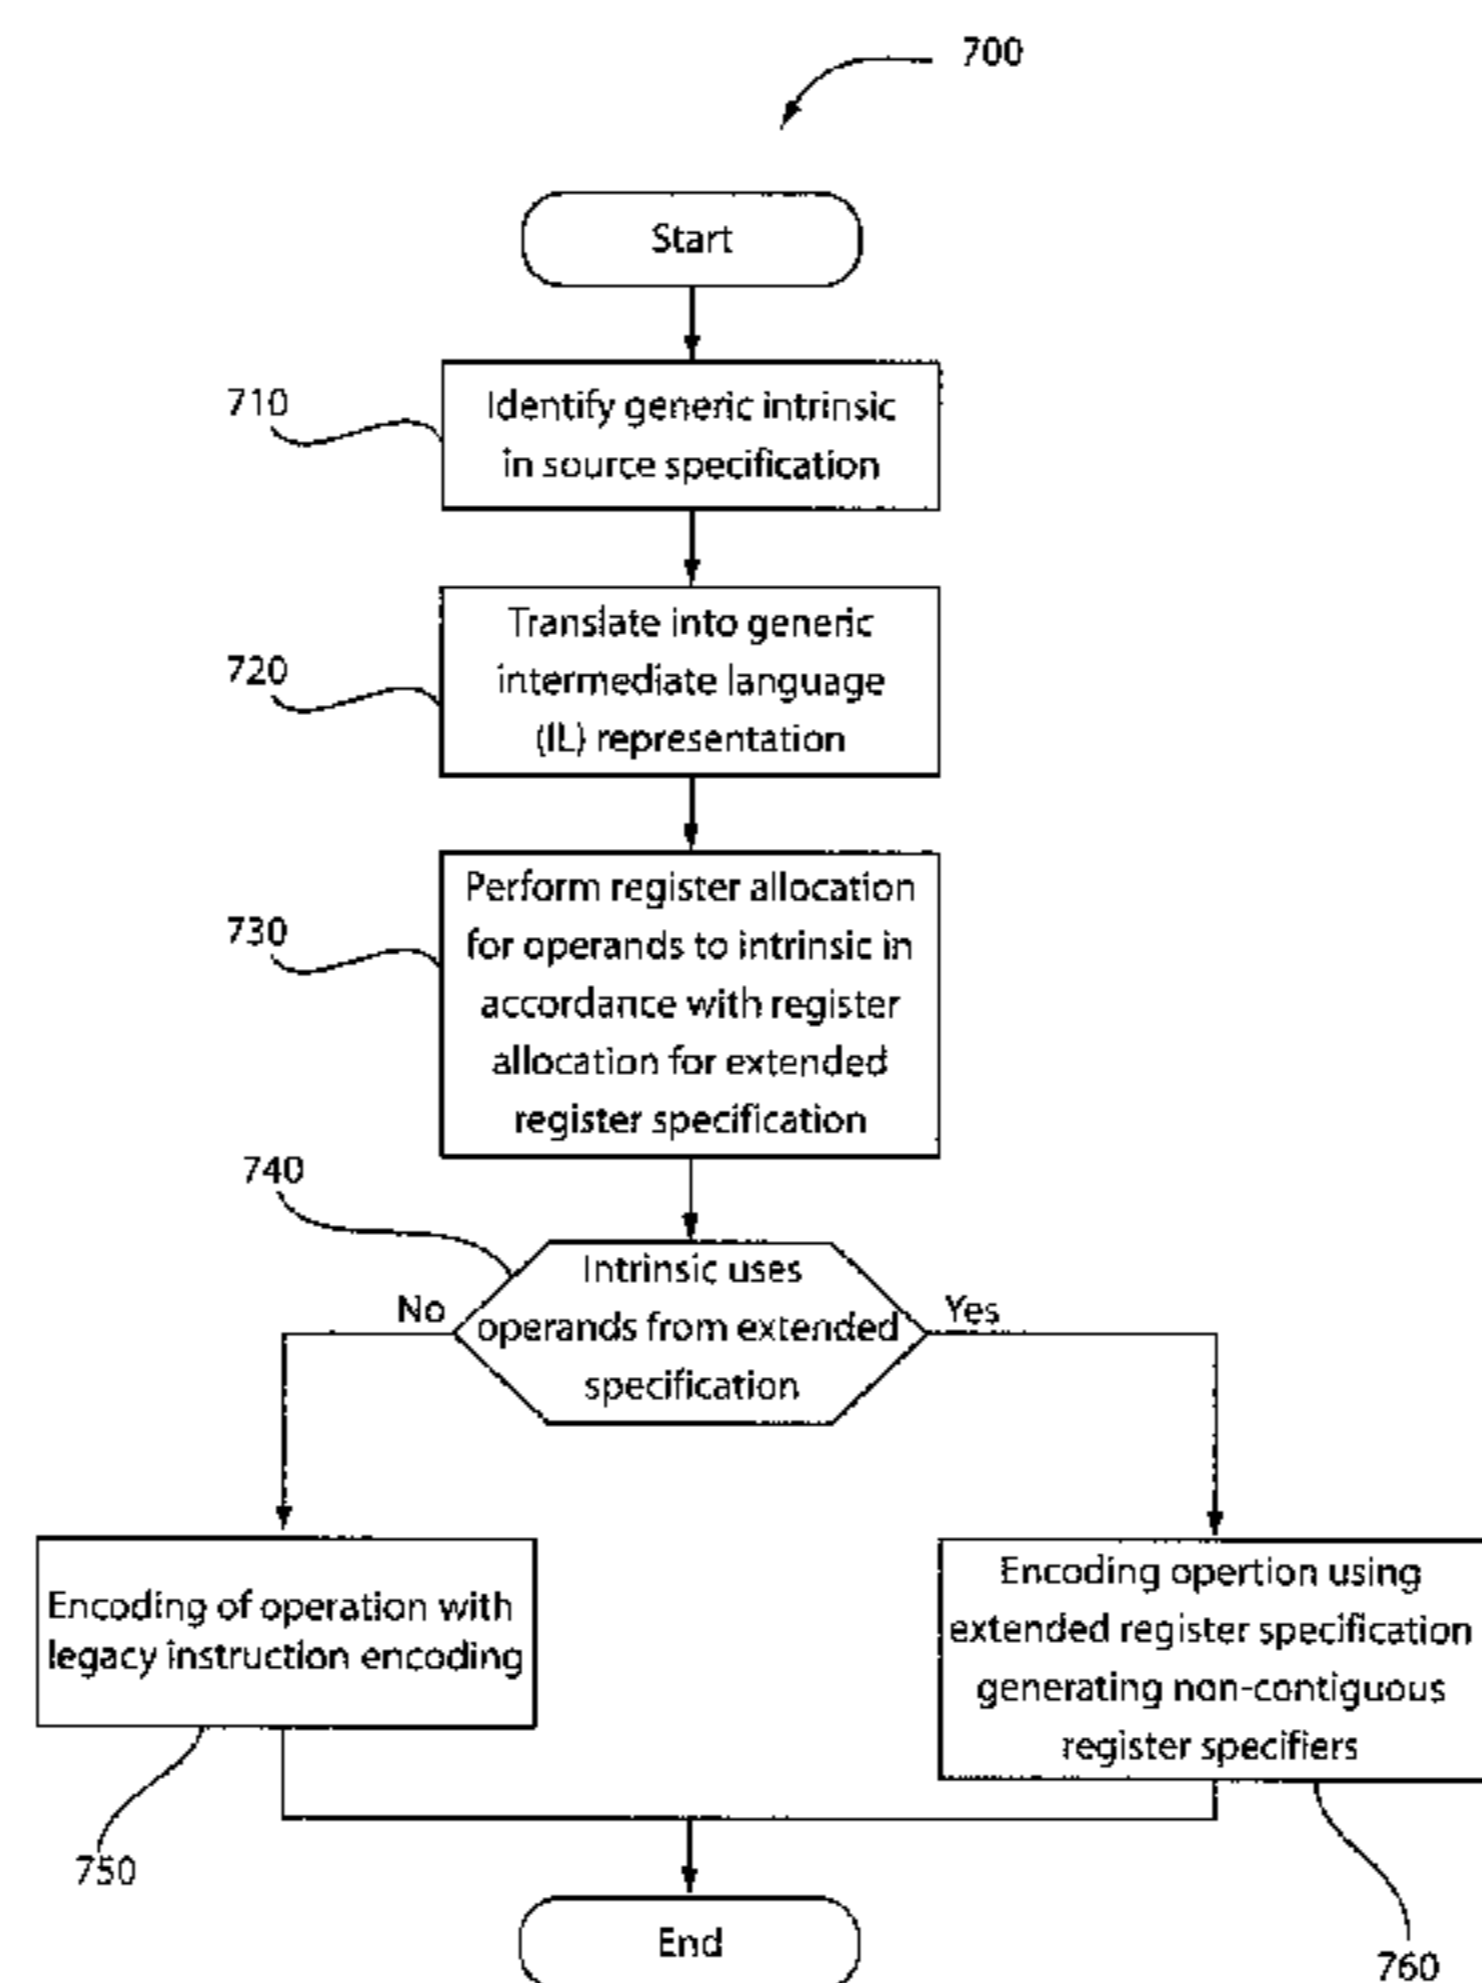 700
Start
710
Identify generic intrinsic
in source specification
720
Translate into generic
intermediate language
(IL) representation
730
Perform register allocation
for operands to intrinsic in
accordance with register
allocation for extended
register specification
740
Intrinsic uses
operands from extended
specification
No
Yes
Encoding of operation with
legacy instruction encoding
750
Encoding opertion using
extended register specification
generating non-contiguous
register specifiers
760
End